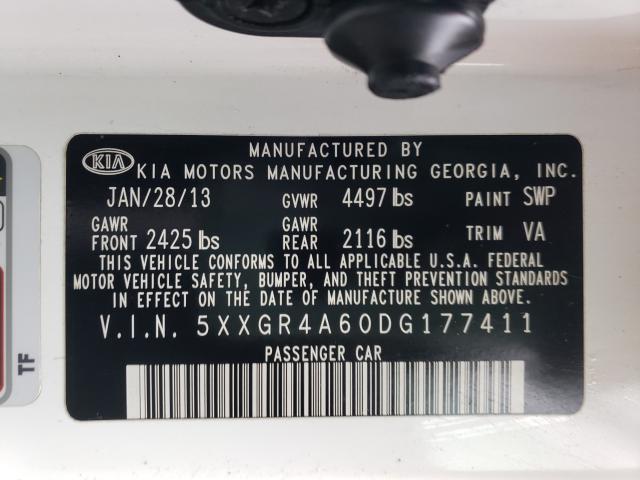 MANUFACTURED BY
KIA KIA MOTORS MANUFACTURING GEORGIA, INC.
JAN/28/13 GVWR 4497 lbs PAINT SWP
GAWR FRONT 2425 lbs GAWR REAR 2116 lbs TRIM VA
THIS VEHICLE CONFORMS TO ALL APPLICABLE U.S.A. FEDERAL
MOTOR VEHICLE SAFETY, BUMPER, AND THEFT PREVENTION STANDARDS
IN EFFECT ON THE DATE OF MANUFACTURE SHOWN ABOVE.
V.I.N. 5XXGR4A60DG177411
PASSENGER CAR
TF